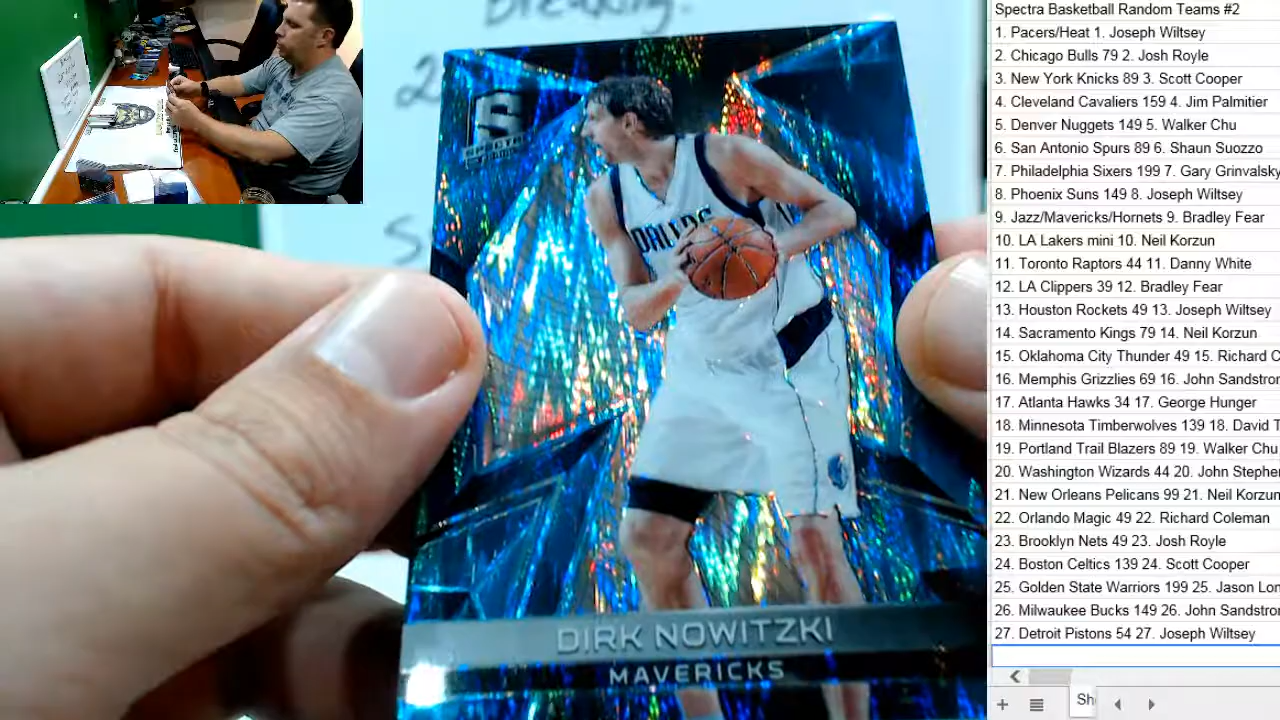 Breaking.
2
S
SPECTRA
DALLAS
DIRK NOWITZKI
MAVERICKS
Spectra Basketball Random Teams #2
1. Pacers/Heat 1. Joseph Wiltsey
2. Chicago Bulls 79 2. Josh Royle
3. New York Knicks 89 3. Scott Cooper
4. Cleveland Cavaliers 159 4. Jim Palmitier
5. Denver Nuggets 149 5. Walker Chu
6. San Antonio Spurs 89 6. Shaun Suozzo
7. Philadelphia Sixers 199 7. Gary Grinvalsky
8. Phoenix Suns 149 8. Joseph Wiltsey
9. Jazz/Mavericks/Hornets 9. Bradley Fear
10. LA Lakers mini 10. Neil Korzun
11. Toronto Raptors 44 11. Danny White
12. LA Clippers 39 12. Bradley Fear
13. Houston Rockets 49 13. Joseph Wiltsey
14. Sacramento Kings 79 14. Neil Korzun
15. Oklahoma City Thunder 49 15. Richard C
16. Memphis Grizzlies 69 16. John Sandstron
17. Atlanta Hawks 34 17. George Hunger
18. Minnesota Timberwolves 139 18. David T
19. Portland Trail Blazers 89 19. Walker Chu
20. Washington Wizards 44 20. John Stephe
21. New Orleans Pelicans 99 21. Neil Korzun
22. Orlando Magic 49 22. Richard Coleman
23. Brooklyn Nets 49 23. Josh Royle
24. Boston Celtics 139 24. Scott Cooper
25. Golden State Warriors 199 25. Jason Lon
26. Milwaukee Bucks 149 26. John Sandstro
27. Detroit Pistons 54 27. Joseph Wiltsey
Sh